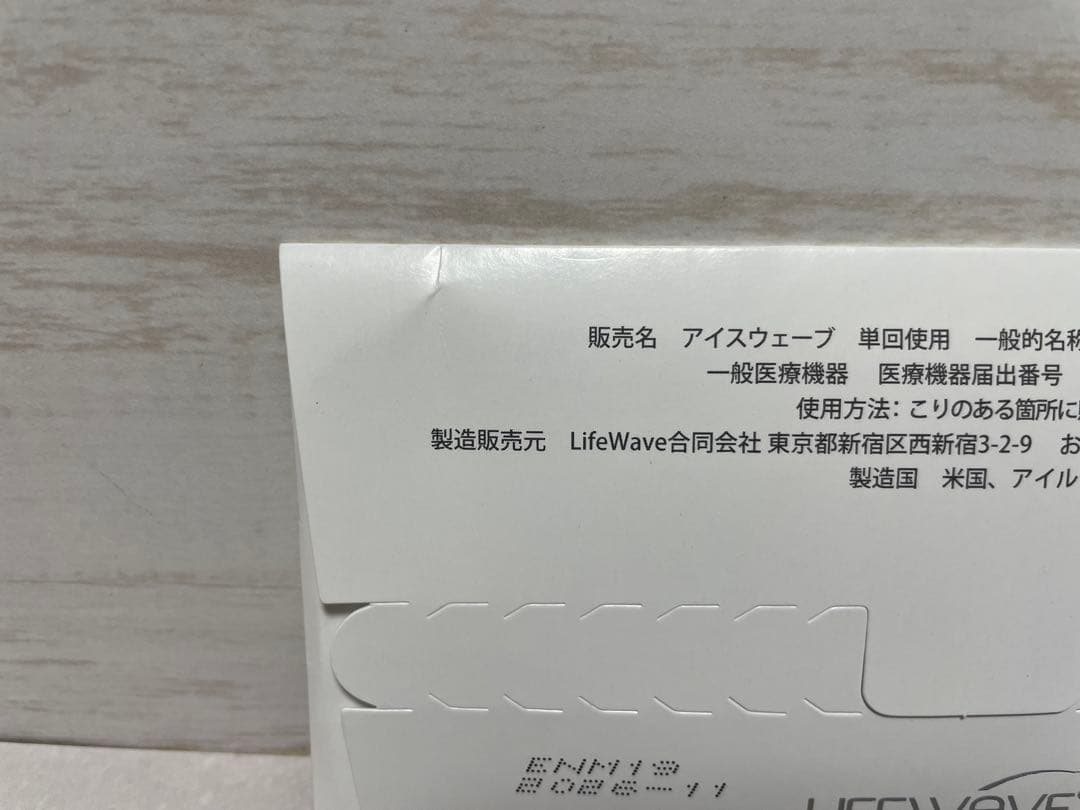 販売名 アイスウェーブ 単回使用 一般的名称
一般医療機器 医療機器届出番号
使用方法：こりのある箇所に
製造販売元 LifeWave合同会社 東京都新宿区西新宿3-2-9 お
製造国 米国、アイル
ENM19
2026-11
LIFEWAVE